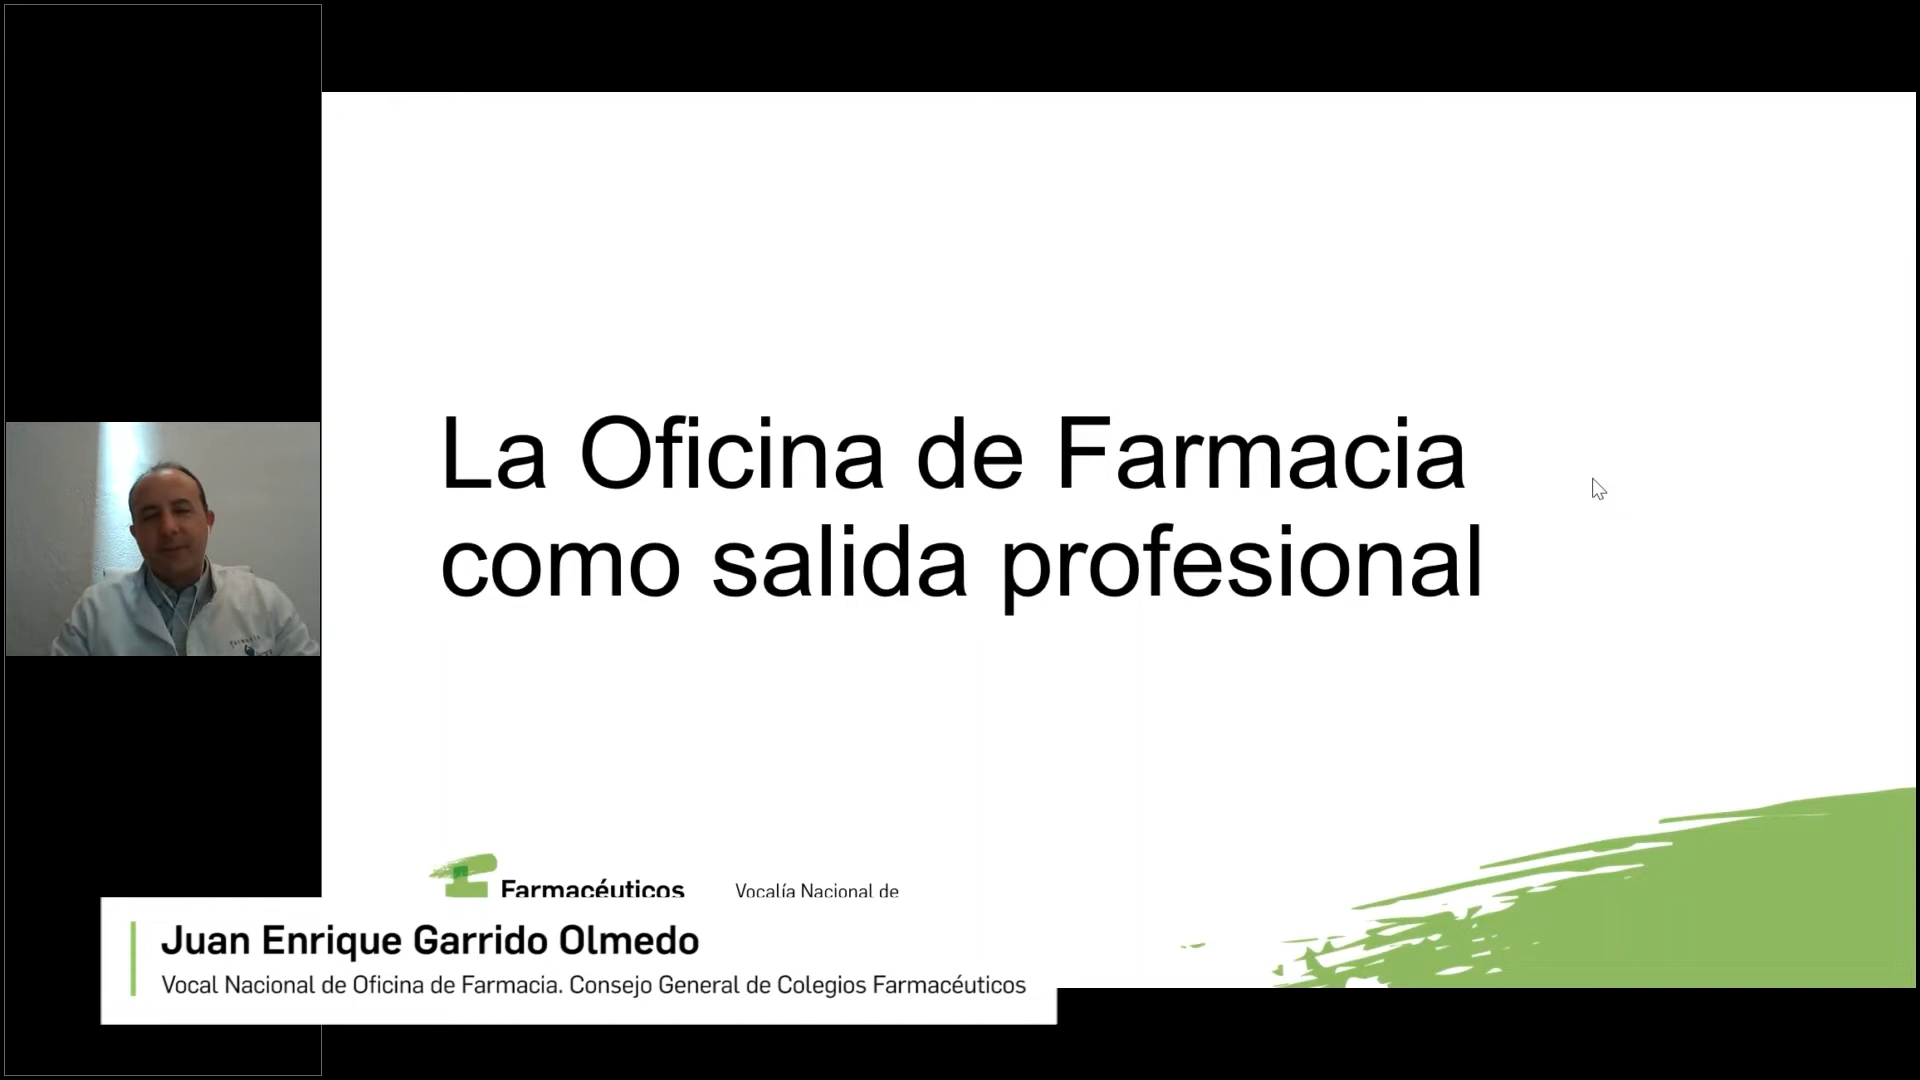 La Oficina de Farmacia
como salida profesional
Farmacéuticos
Vocalía Nacional de
Juan Enrique Garrido Olmedo
Vocal Nacional de Oficina de Farmacia. Consejo General de Colegios Farmacéuticos